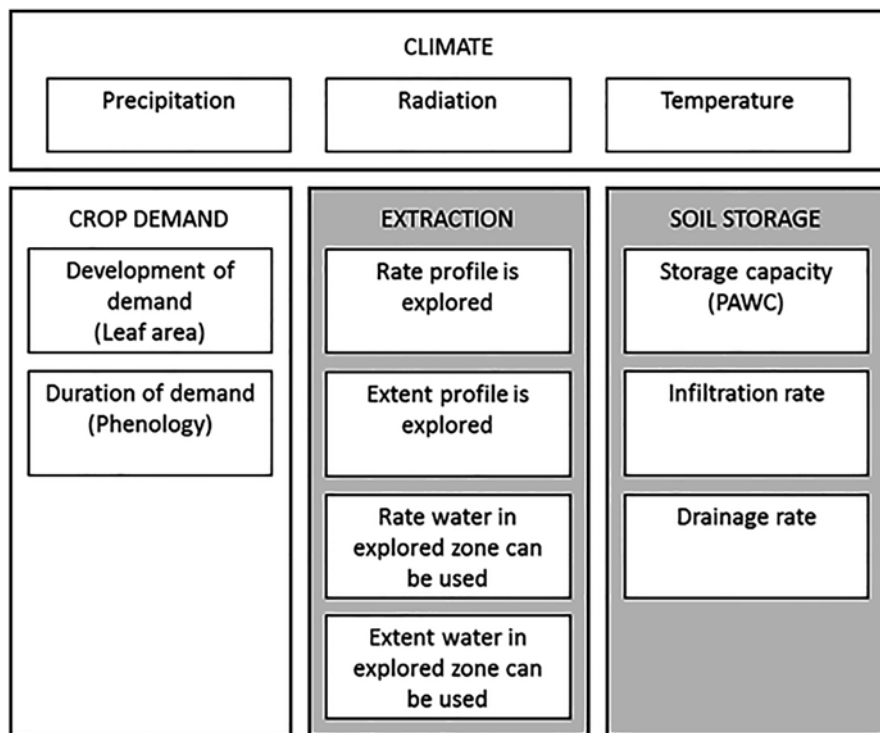 CLIMATE
Precipitation
Radiation
Temperature
CROP DEMAND
Development of
demand
(Leaf area)
Duration of demand
(Phenology)
EXTRACTION
Rate profile is
explored
Extent profile is
explored
Rate water in
explored zone can
be used
Extent water in
explored zone can
be used
SOIL STORAGE
Storage capacity
(PAWC)
Infiltration rate
Drainage rate